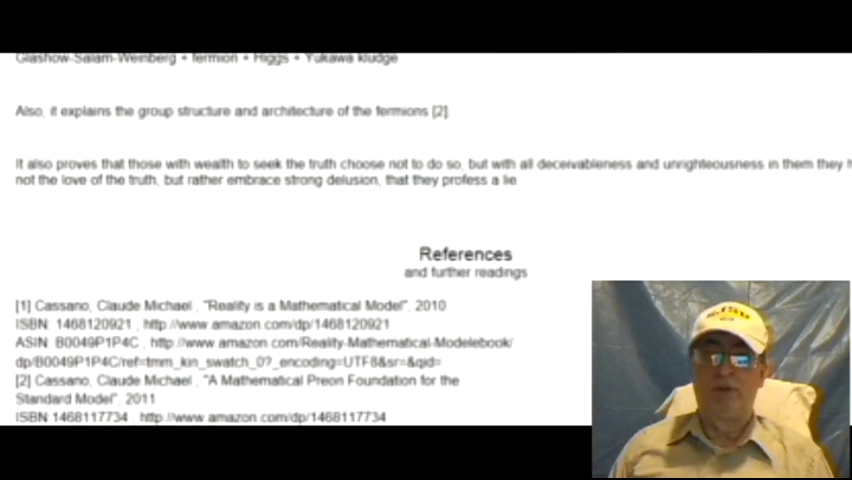 Glashow-Salam-Weinberg + fermion + Higgs + Yukawa kludge
Also, it explains the group structure and architecture of the fermions [2].
It also proves that those with wealth to seek the truth choose not to do so, but with all deceivableness and unrighteousness in them they
not the love of the truth, but rather embrace strong delusion, that they profess a lie
References
and further readings
[1] Cassano, Claude Michael , "Reality is a Mathematical Model", 2010
ISBN: 1468120921 , http://www.amazon.com/dp/1468120921
ASIN: B0049P1P4C , http://www.amazon.com/Reality-Mathematical-Modelebook/
dp/B0049P1P4C/ref=tmm_kin_swatch_0?_encoding=UTF8&sr=&qid=
[2] Cassano, Claude Michael , "A Mathematical Preon Foundation for the
Standard Model", 2011
ISBN:1468117734 , http://www.amazon.com/dp/1468117734